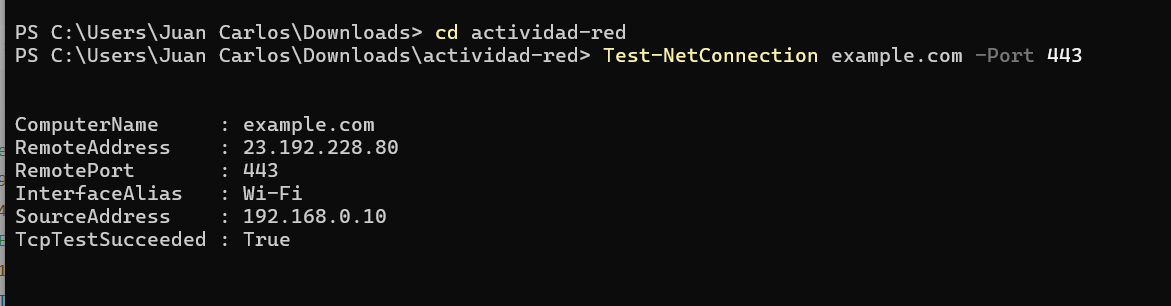 PS C:\Users\Juan Carlos\Downloads> cd actividad-red
PS C:\Users\Juan Carlos\Downloads\actividad-red> Test-NetConnection example.com -Port 443
ComputerName     : example.com
RemoteAddress    : 23.192.228.80
RemotePort       : 443
InterfaceAlias   : Wi-Fi
SourceAddress    : 192.168.0.10
TcpTestSucceeded : True